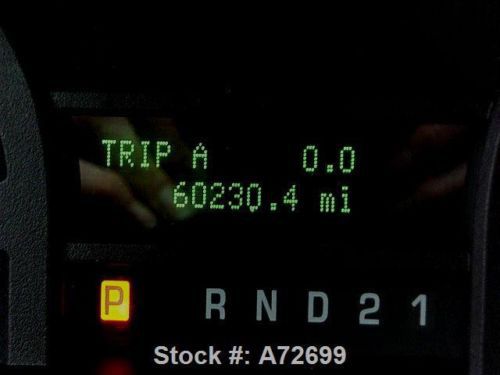 TRIP A 0.0
60230.4 mi
P R N D 2 1
Stock #: A72699